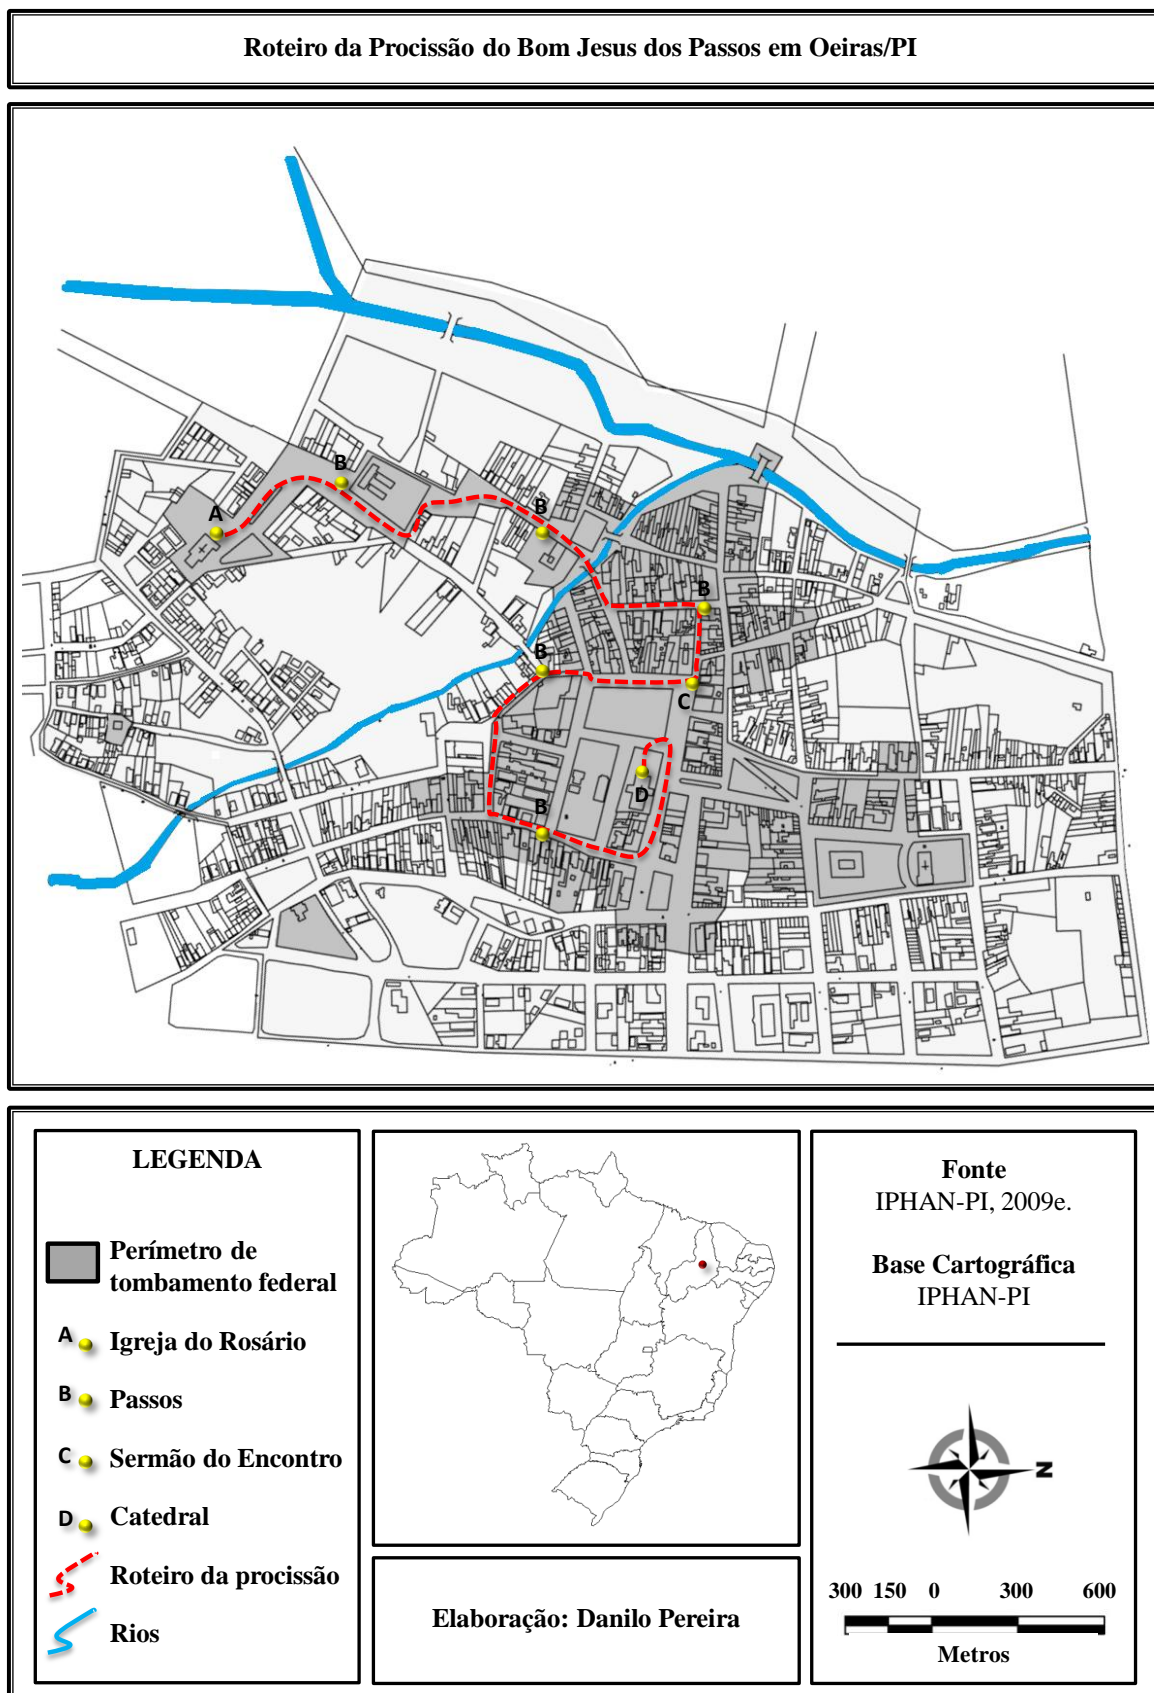 Roteiro da Procissão do Bom Jesus dos Passos em Oeiras/PI
B
A
B
B
B
C
D
B
LEGENDA
Perímetro de
tombamento federal
A Igreja do Rosário
B Passos
C Sermão do Encontro
D Catedral
Roteiro da procissão
Rios
Elaboração: Danilo Pereira
Fonte
IPHAN-PI, 2009e.
Base Cartográfica
IPHAN-PI
N
300 150 0 300 600
Metros